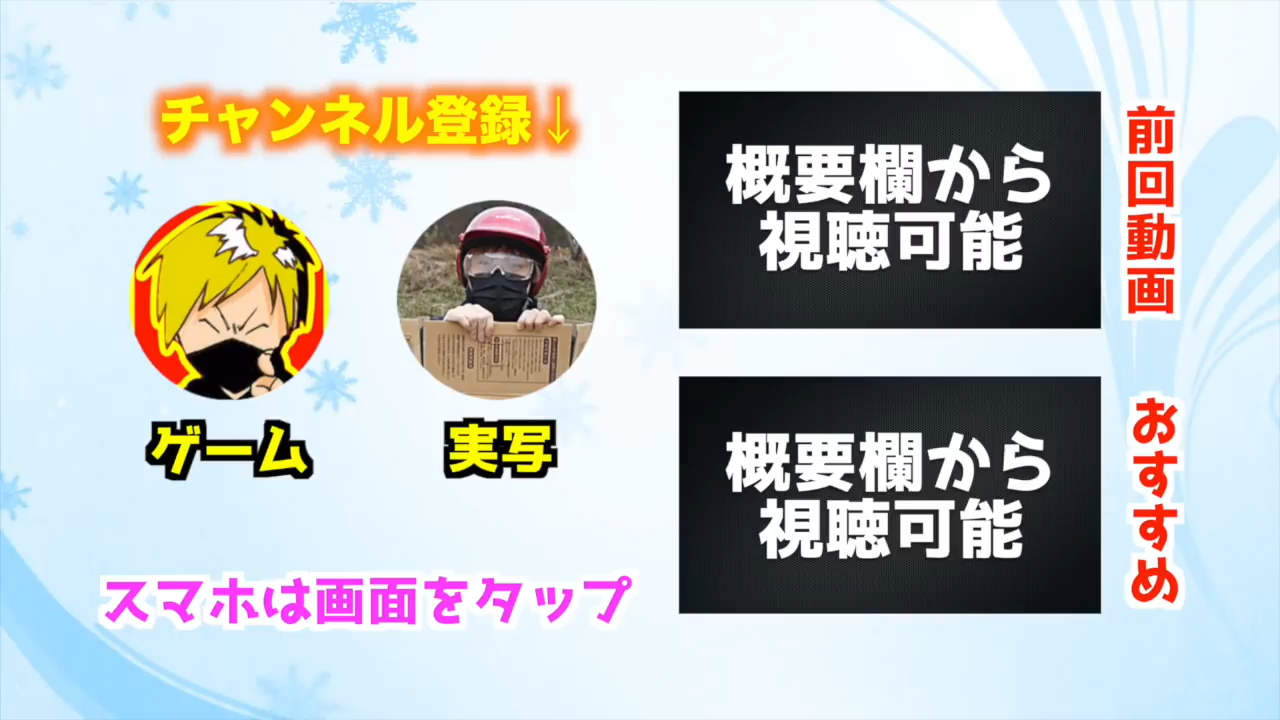 チャンネル登録↓
ゲーム
実写
スマホは画面をタップ
概要欄から
視聴可能
前回動画
概要欄から
視聴可能
おすすめ